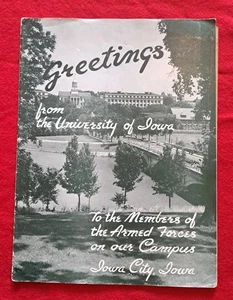 Greetings
from
the University of Iowa
To the Members of
the Armed Forces
on our Campus
Iowa City, Iowa